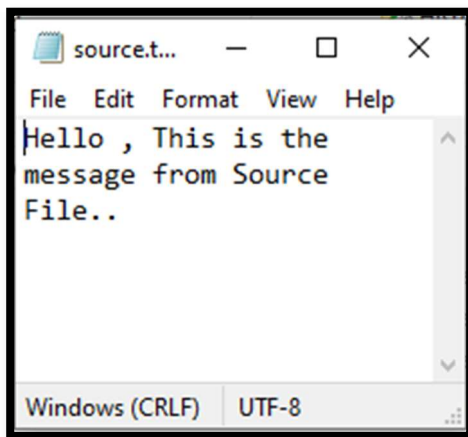 source.t...
File Edit Format View Help
Hello , This is the
message from Source
File..
Windows (CRLF) UTF-8